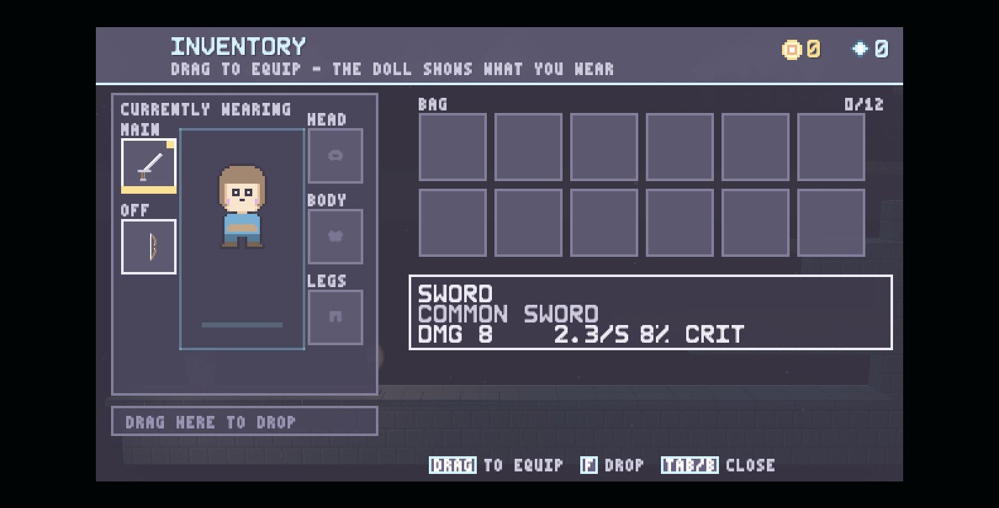 INVENTORY
0
0
DRAG TO EQUIP - THE DOLL SHOWS WHAT YOU WEAR
CURRENTLY WEARING
MAIN
HEAD
OFF
BODY
LEGS
BAG
0/12
SWORD
COMMON SWORD
DMG 8 2.3/S 8% CRIT
DRAG HERE TO DROP
DRAG TO EQUIP F DROP TAB/B CLOSE